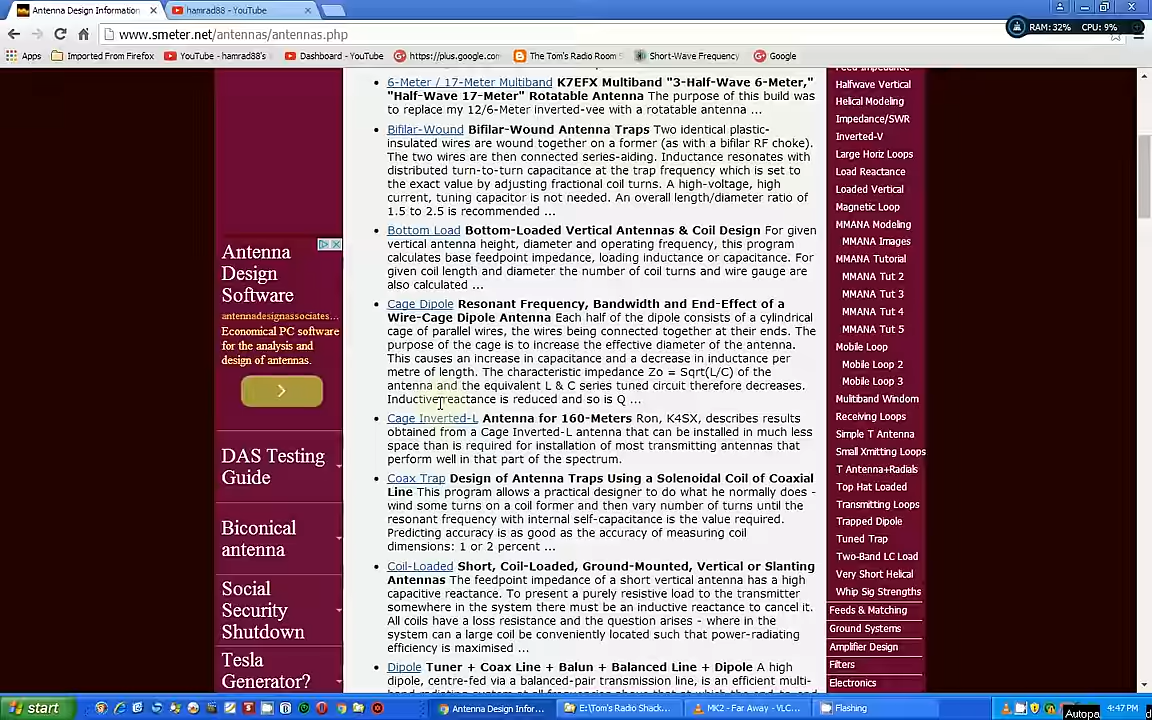 Antenna Design Information
hamrad88 - YouTube
www.smeter.net/antennas/antennas.php
RAM: 32% CPU: 9%
Apps
Imported From Firefox
YouTube - hamrad88's
Dashboard - YouTube
https://plus.google.com
The Tom's Radio Room
Short-Wave Frequency
Google
Antenna
Design
Software
antennadesignassociates...
Economical PC software
for the analysis and
design of antennas.
DAS Testing
Guide
Biconical
antenna
Social
Security
Shutdown
Tesla
Generator?
6-Meter / 17-Meter Multiband K7EFX Multiband "3-Half-Wave 6-Meter,"
"Half-Wave 17-Meter" Rotatable Antenna The purpose of this build was
to replace my 12/6-Meter inverted-vee with a rotatable antenna ...
Bifilar-Wound Bifilar-Wound Antenna Traps Two identical plastic-
insulated wires are wound together on a former (as with a bifilar RF choke).
The two wires are then connected series-aiding. Inductance resonates with
distributed turn-to-turn capacitance at the trap frequency which is set to
the exact value by adjusting fractional coil turns. A high-voltage, high
current, tuning capacitor is not needed. An overall length/diameter ratio of
1.5 to 2.5 is recommended ...
Bottom Load Bottom-Loaded Vertical Antennas & Coil Design For given
vertical antenna height, diameter and operating frequency, this program
calculates base feedpoint impedance, loading inductance or capacitance. For
given coil length and diameter the number of coil turns and wire gauge are
also calculated ...
Cage Dipole Resonant Frequency, Bandwidth and End-Effect of a
Wire-Cage Dipole Antenna Each half of the dipole consists of a cylindrical
cage of parallel wires, the wires being connected together at their ends. The
purpose of the cage is to increase the effective diameter of the antenna.
This causes an increase in capacitance and a decrease in inductance per
metre of length. The characteristic impedance Zo = Sqrt(L/C) of the
antenna and the equivalent L & C series tuned circuit therefore decreases.
Inductive reactance is reduced and so is Q ...
Cage Inverted-L Antenna for 160-Meters Ron, K4SX, describes results
obtained from a Cage Inverted-L antenna that can be installed in much less
space than is required for installation of most transmitting antennas that
perform well in that part of the spectrum.
Coax Trap Design of Antenna Traps Using a Solenoidal Coil of Coaxial
Line This program allows a practical designer to do what he normally does -
wind some turns on a coil former and then vary number of turns until the
resonant frequency with internal self-capacitance is the value required.
Predicting accuracy is as good as the accuracy of measuring coil
dimensions: 1 or 2 percent ...
Coil-Loaded Short, Coil-Loaded, Ground-Mounted, Vertical or Slanting
Antennas The feedpoint impedance of a short vertical antenna has a high
capacitive reactance. To present a purely resistive load to the transmitter
somewhere in the system there must be an inductive reactance to cancel it.
All coils have a loss resistance and the question arises - where in the
system can a large coil be conveniently located such that power-radiating
efficiency is maximised ...
Dipole Tuner + Coax Line + Balun + Balanced Line + Dipole A high
dipole, centre-fed via a balanced-pair transmission line, is an efficient multi-
Feed Impedance
Halfwave Vertical
Helical Modeling
Impedance/SWR
Inverted-V
Large Horiz Loops
Load Reactance
Loaded Vertical
Magnetic Loop
MMANA Modeling
MMANA Images
MMANA Tutorial
MMANA Tut 2
MMANA Tut 3
MMANA Tut 4
MMANA Tut 5
Mobile Loop
Mobile Loop 2
Mobile Loop 3
Mulitiband Windom
Receiving Loops
Simple T Antenna
Small Xmitting Loops
T Antenna+Radials
Top Hat Loaded
Transmitting Loops
Trapped Dipole
Tuned Trap
Two-Band LC Load
Very Short Helical
Whip Sig Strengths
Feeds & Matching
Ground Systems
Amplifier Design
Filters
Electronics
start
Antenna Design Infor...
E:\Tom's Radio Shack...
MK2 - Far Away - VLC...
Flashing
4:47 PM
Autopa